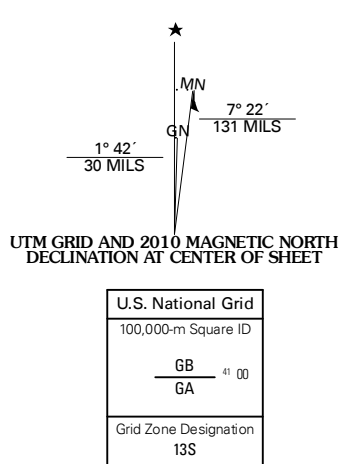 MN
GN
7° 22´
131 MILS
1° 42´
30 MILS
UTM GRID AND 2010 MAGNETIC NORTH
DECLINATION AT CENTER OF SHEET
U.S. National Grid
100,000-m Square ID
GB
41 00
GA
Grid Zone Designation
13S